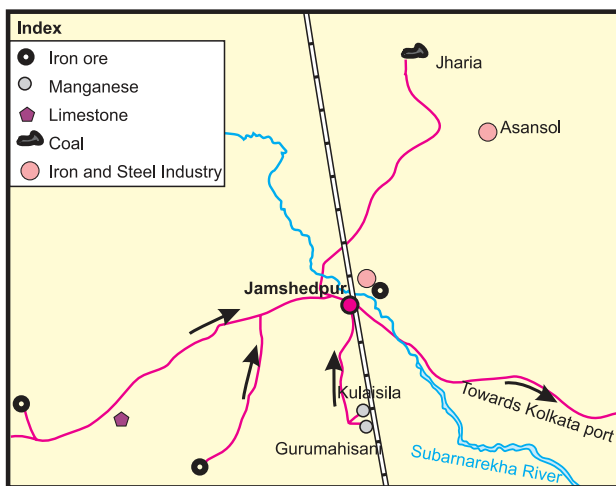 Index
Iron ore
Manganese
Limestone
Coal
Iron and Steel Industry
Jharia
Asansol
Jamshedpur
Kulaisila
Gurumahisani
Towards Kolkata port
Subarnarekha River